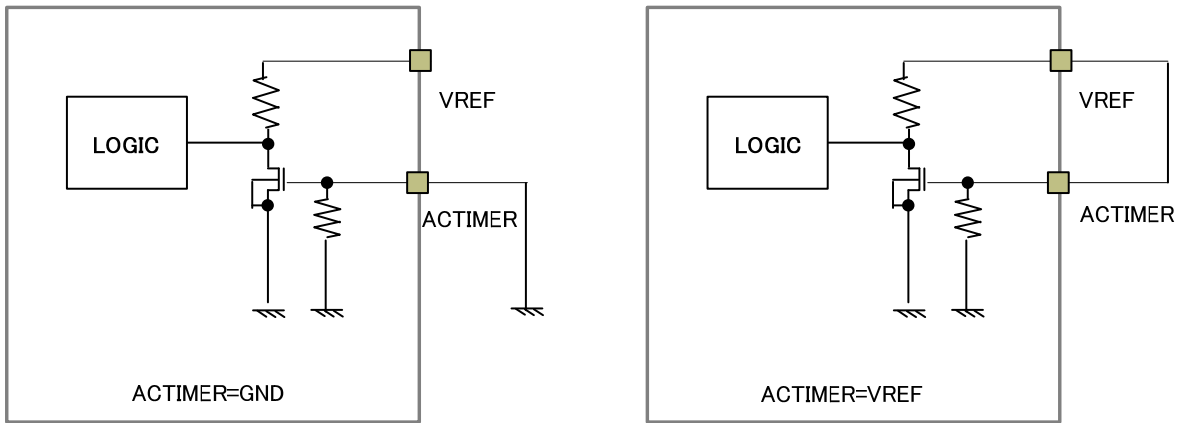 VREF
LOGIC
ACTIMER
ACTIMER=GND
VREF
LOGIC
ACTIMER
ACTIMER=VREF